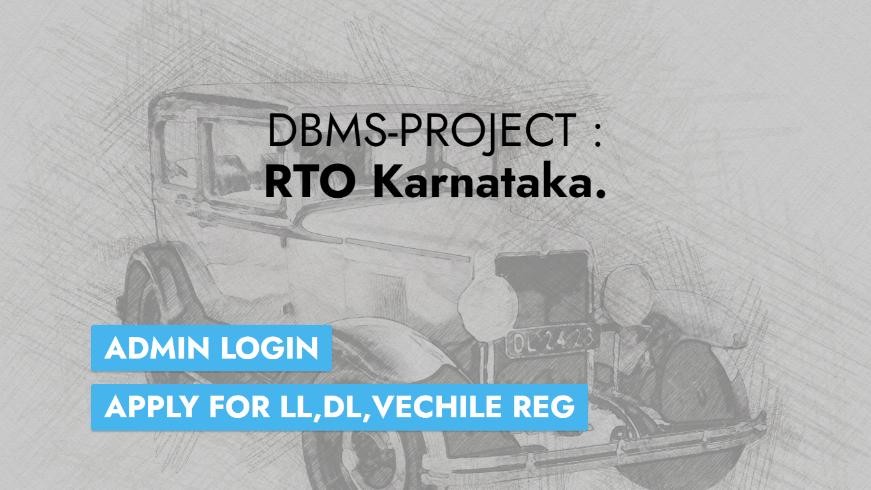 DBMS-PROJECT :
RTO Karnataka.
DL 2423
ADMIN LOGIN
APPLY FOR LL,DL,VECHILE REG